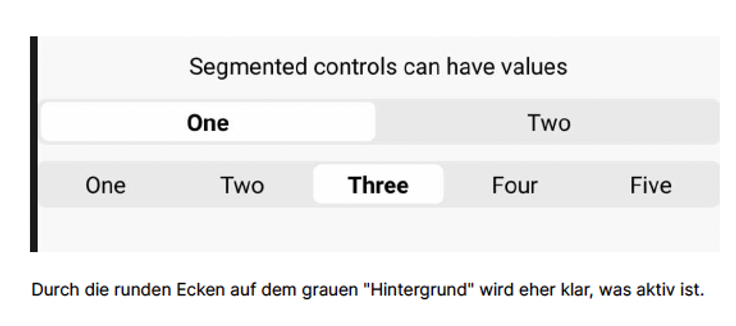 Segmented controls can have values
One Two
One Two Three Four Five
Durch die runden Ecken auf dem grauen "Hintergrund" wird eher klar, was aktiv ist.